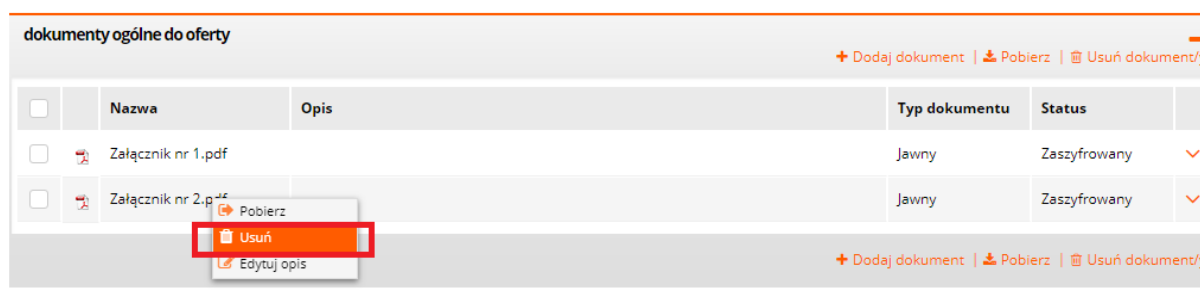 dokumenty ogólne do oferty
Dodaj dokument | Pobierz | Usuń dokument/
Nazwa Opis Typ dokumentu Status
Załącznik nr 1.pdf Jawny Zaszyfrowany
Załącznik nr 2.pdf Jawny Zaszyfrowany
Pobierz
Usuń
Edytuj opis
Dodaj dokument | Pobierz | Usuń dokument/